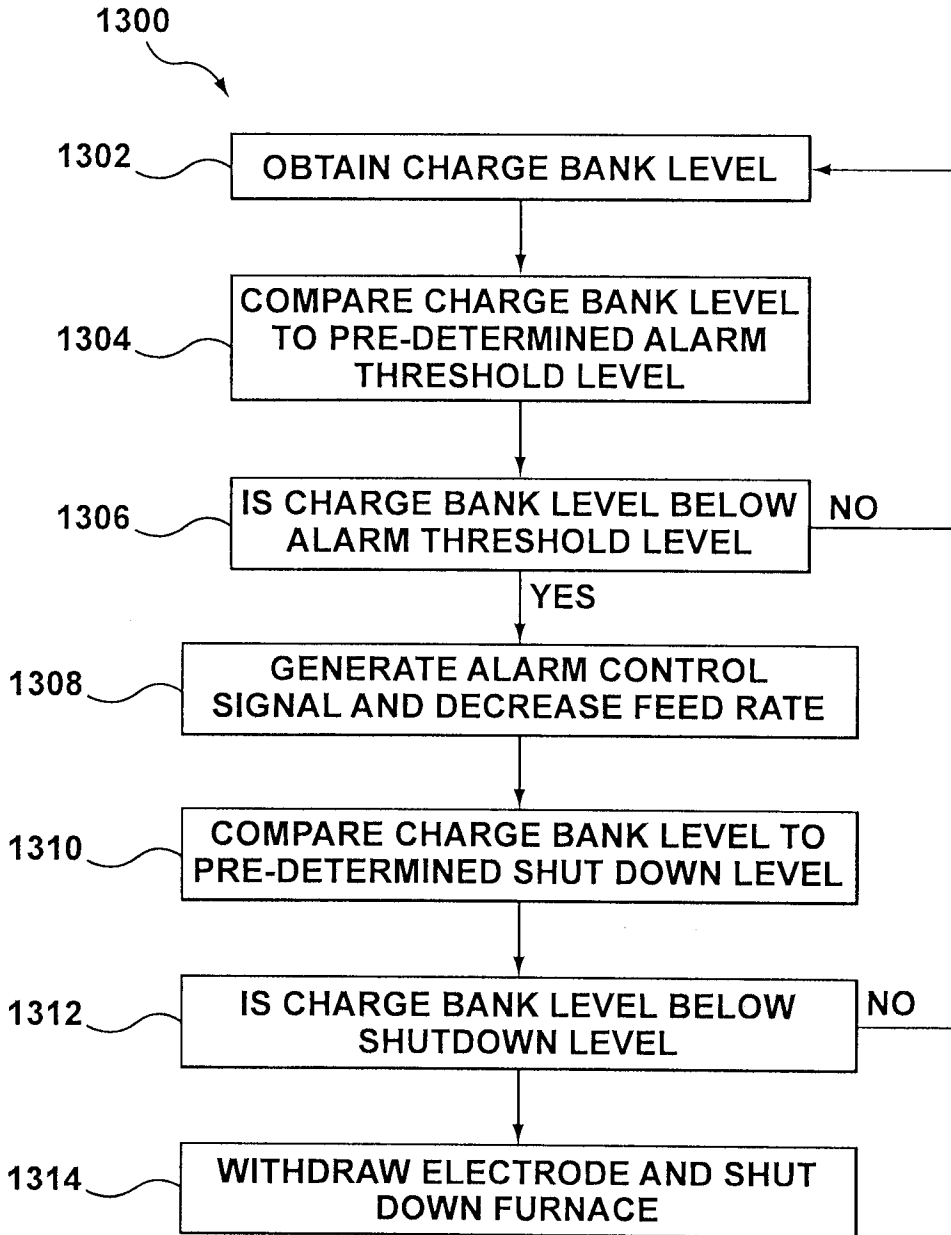 1300
1302
OBTAIN CHARGE BANK LEVEL
1304
COMPARE CHARGE BANK LEVEL
TO PRE-DETERMINED ALARM
THRESHOLD LEVEL
1306
IS CHARGE BANK LEVEL BELOW
ALARM THRESHOLD LEVEL
NO
YES
1308
GENERATE ALARM CONTROL
SIGNAL AND DECREASE FEED RATE
1310
COMPARE CHARGE BANK LEVEL TO
PRE-DETERMINED SHUT DOWN LEVEL
1312
IS CHARGE BANK LEVEL BELOW
SHUTDOWN LEVEL
NO
1314
WITHDRAW ELECTRODE AND SHUT
DOWN FURNACE